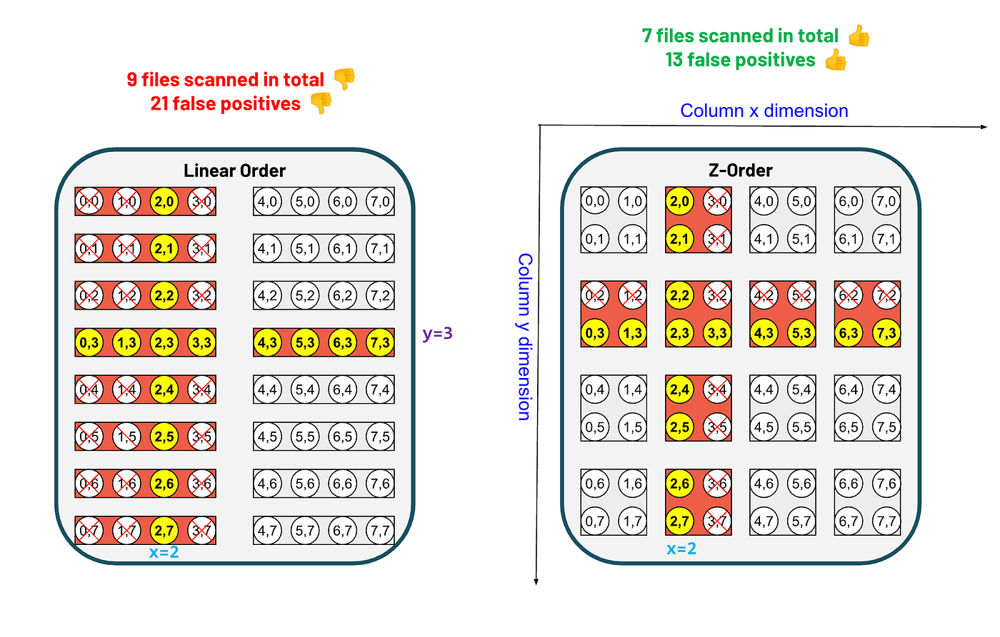 7 files scanned in total 👍
13 false positives 👍
9 files scanned in total 👎
21 false positives 👎
Column x dimension
Linear Order
0,0 1,0 2,0 3,0 4,0 5,0 6,0 7,0
0,1 1,1 2,1 3,1 4,1 5,1 6,1 7,1
0,2 1,2 2,2 3,2 4,2 5,2 6,2 7,2
0,3 1,3 2,3 3,3 4,3 5,3 6,3 7,3
y=3
0,4 1,4 2,4 3,4 4,4 5,4 6,4 7,4
0,5 1,5 2,5 3,5 4,5 5,5 6,5 7,5
0,6 1,6 2,6 3,6 4,6 5,6 6,6 7,6
0,7 1,7 2,7 3,7 4,7 5,7 6,7 7,7
x=2
Column y dimension
Z-Order
0,0 1,0 2,0 3,0 4,0 5,0 6,0 7,0
0,1 1,1 2,1 3,1 4,1 5,1 6,1 7,1
0,2 1,2 2,2 3,2 4,2 5,2 6,2 7,2
0,3 1,3 2,3 3,3 4,3 5,3 6,3 7,3
0,4 1,4 2,4 3,4 4,4 5,4 6,4 7,4
0,5 1,5 2,5 3,5 4,5 5,5 6,5 7,5
0,6 1,6 2,6 3,6 4,6 5,6 6,6 7,6
0,7 1,7 2,7 3,7 4,7 5,7 6,7 7,7
x=2